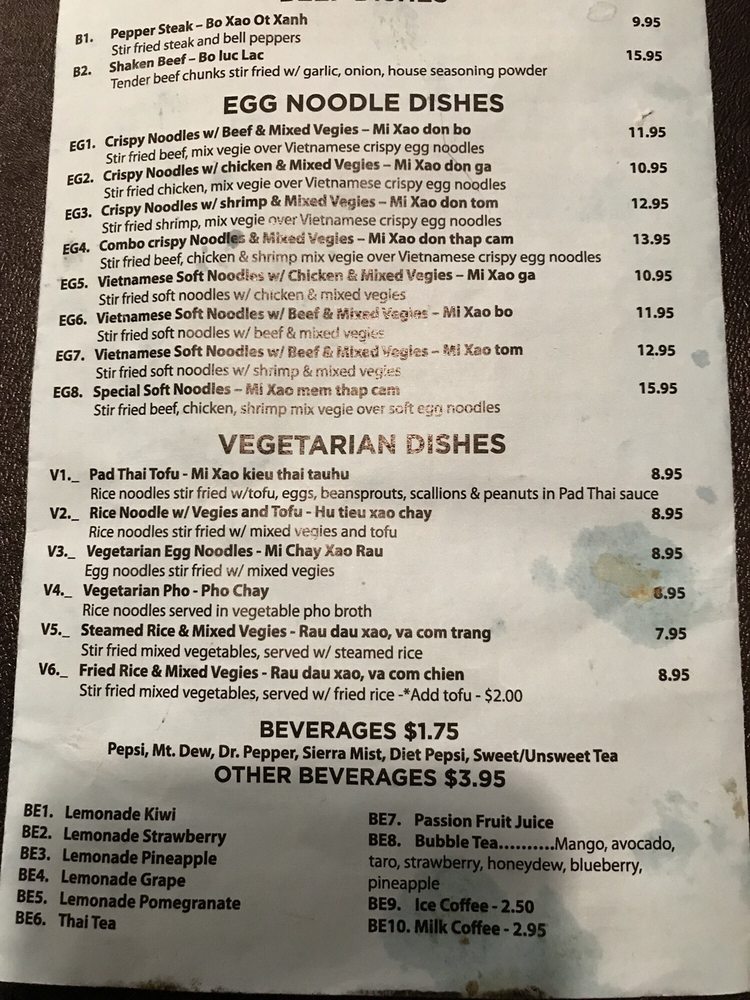 BEEF DISHES
B1. Pepper Steak – Bo Xao Ot Xanh 9.95
Stir fried steak and bell peppers
B2. Shaken Beef – Bo luc Lac 15.95
Tender beef chunks stir fried w/ garlic, onion, house seasoning powder
EGG NOODLE DISHES
EG1. Crispy Noodles w/ Beef & Mixed Vegies – Mi Xao don bo 11.95
Stir fried beef, mix vegie over Vietnamese crispy egg noodles
EG2. Crispy Noodles w/ chicken & Mixed Vegies – Mi Xao don ga 10.95
Stir fried chicken, mix vegie over Vietnamese crispy egg noodles
EG3. Crispy Noodles w/ shrimp & Mixed Vegies – Mi Xao don tom 12.95
Stir fried shrimp, mix vegie over Vietnamese crispy egg noodles
EG4. Combo crispy Noodles & Mixed Vegies – Mi Xao don thap cam 13.95
Stir fried beef, chicken & shrimp mix vegie over Vietnamese crispy egg noodles
EG5. Vietnamese Soft Noodles w/ Chicken & Mixed Vegies – Mi Xao ga 10.95
Stir fried soft noodles w/ chicken & mixed vegies
EG6. Vietnamese Soft Noodles w/ Beef & Mixed Vegies – Mi Xao bo 11.95
Stir fried soft noodles w/ beef & mixed vegies
EG7. Vietnamese Soft Noodles w/ Beef & Mixed Vegies – Mi Xao tom 12.95
Stir fried soft noodles w/ shrimp & mixed vegies
EG8. Special Soft Noodles – Mi Xao mem thap cam 15.95
Stir fried beef, chicken, shrimp mix vegie over soft egg noodles
VEGETARIAN DISHES
V1._ Pad Thai Tofu - Mi Xao kieu thai tauhu 8.95
Rice noodles stir fried w/tofu, eggs, beansprouts, scallions & peanuts in Pad Thai sauce
V2._ Rice Noodle w/ Vegies and Tofu - Hu tieu xao chay 8.95
Rice noodles stir fried w/ mixed vegies and tofu
V3._ Vegetarian Egg Noodles - Mi Chay Xao Rau 8.95
Egg noodles stir fried w/ mixed vegies
V4._ Vegetarian Pho - Pho Chay 8.95
Rice noodles served in vegetable pho broth
V5._ Steamed Rice & Mixed Vegies - Rau dau xao, va com trang 7.95
Stir fried mixed vegetables, served w/ steamed rice
V6._ Fried Rice & Mixed Vegies - Rau dau xao, va com chien 8.95
Stir fried mixed vegetables, served w/ fried rice -*Add tofu - $2.00
BEVERAGES $1.75
Pepsi, Mt. Dew, Dr. Pepper, Sierra Mist, Diet Pepsi, Sweet/Unsweet Tea
OTHER BEVERAGES $3.95
BE1. Lemonade Kiwi
BE2. Lemonade Strawberry
BE3. Lemonade Pineapple
BE4. Lemonade Grape
BE5. Lemonade Pomegranate
BE6. Thai Tea
BE7. Passion Fruit Juice
BE8. Bubble Tea..........Mango, avocado,
taro, strawberry, honeydew, blueberry,
pineapple
BE9. Ice Coffee - 2.50
BE10. Milk Coffee - 2.95